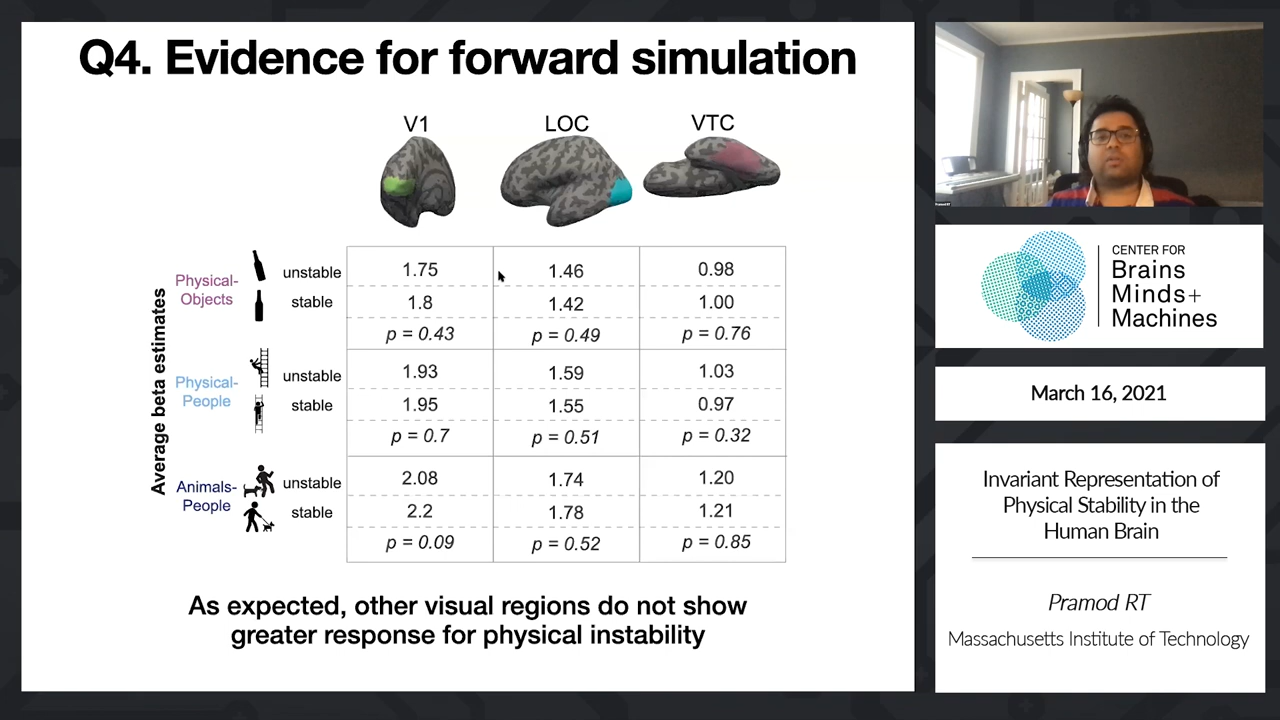 Q4. Evidence for forward simulation
V1 LOC VTC
Average beta estimates
Physical-
Objects
unstable 1.75 1.46 0.98
stable 1.8 1.42 1.00
p = 0.43 p = 0.49 p = 0.76
Physical-
People
unstable 1.93 1.59 1.03
stable 1.95 1.55 0.97
p = 0.7 p = 0.51 p = 0.32
Animals-
People
unstable 2.08 1.74 1.20
stable 2.2 1.78 1.21
p = 0.09 p = 0.52 p = 0.85
As expected, other visual regions do not show
greater response for physical instability
Pramod RT
CENTER FOR
Brains
Minds+
Machines
March 16, 2021
Invariant Representation of
Physical Stability in the
Human Brain
Pramod RT
Massachusetts Institute of Technology